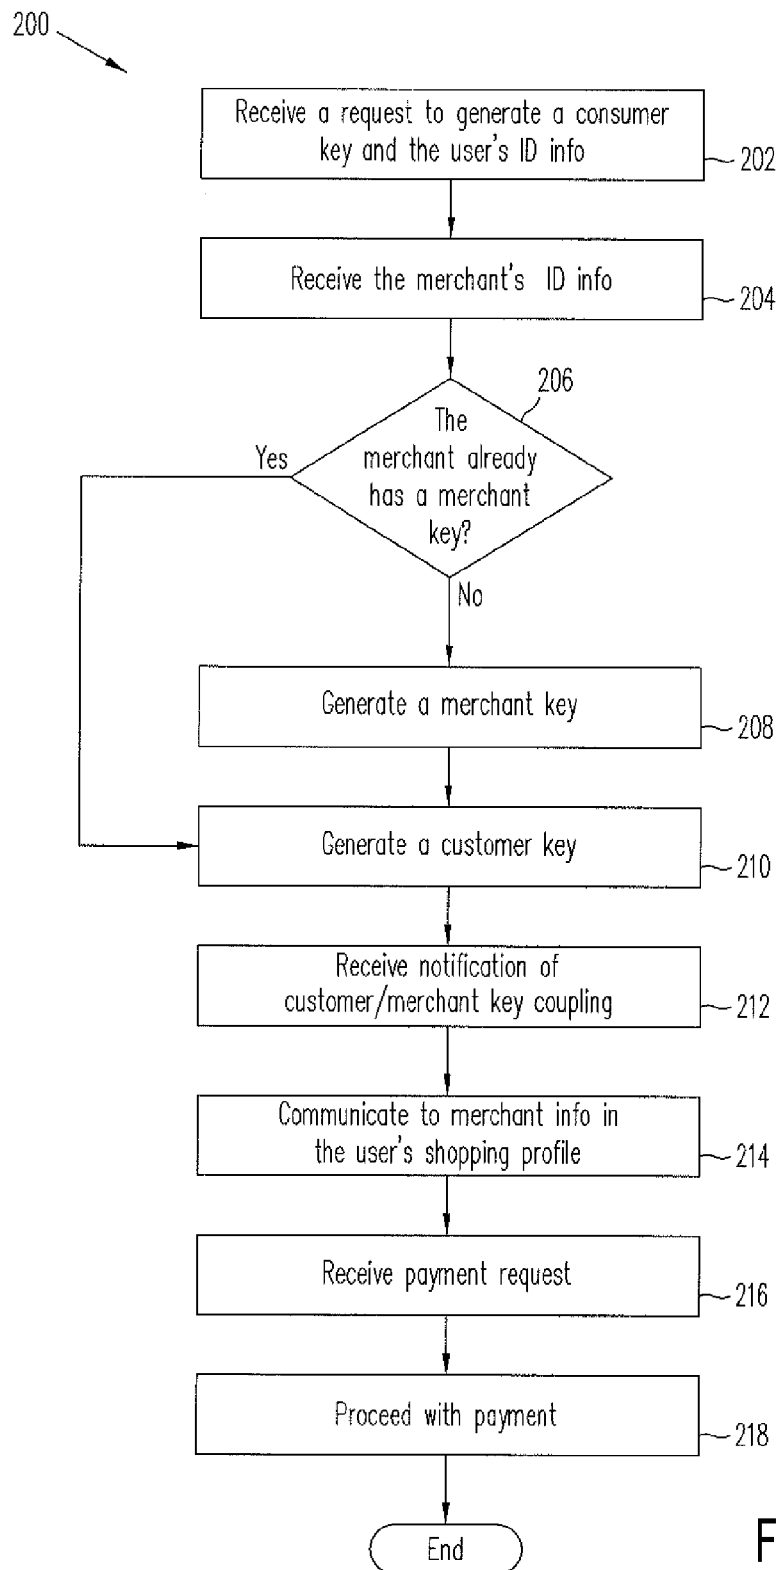 200
Receive a request to generate a consumer
key and the user's ID info
202
Receive the merchant's ID info
204
206
The
merchant already
has a merchant
key?
Yes
No
Generate a merchant key
208
Generate a customer key
210
Receive notification of
customer/merchant key coupling
212
Communicate to merchant info in
the user's shopping profile
214
Receive payment request
216
Proceed with payment
218
End
F